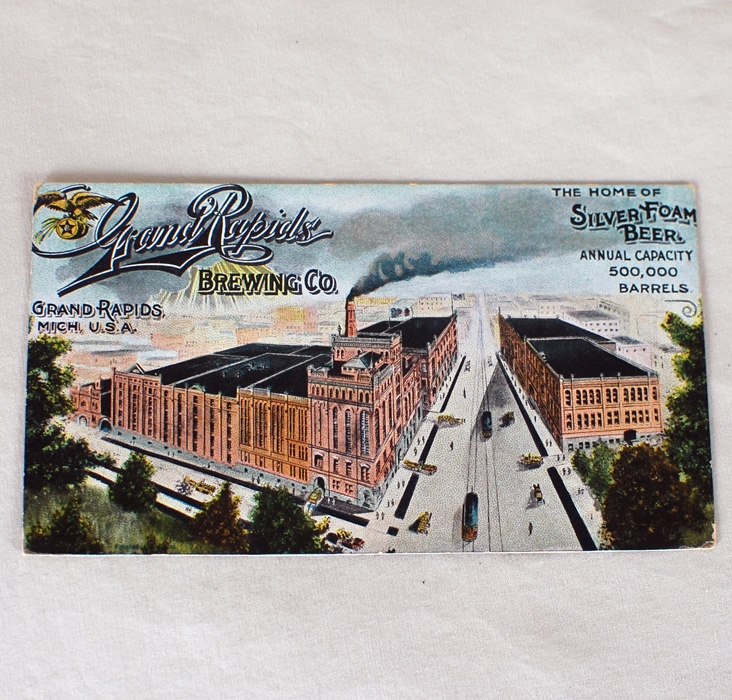 Grand Rapids
BREWING CO.
GRAND RAPIDS,
MICH. U.S.A.
THE HOME OF
SILVER FOAM
BEER.
ANNUAL CAPACITY
500,000
BARRELS.